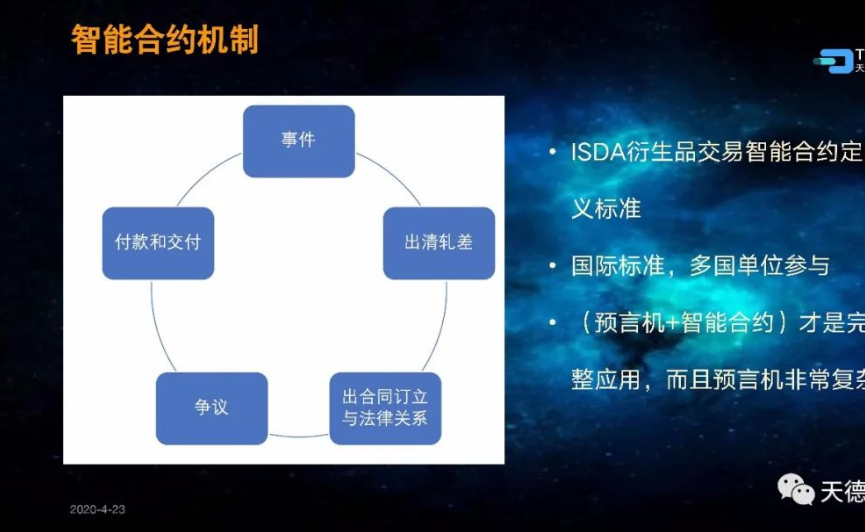 智能合约机制
T
天
事件
付款和交付
出清轧差
争议
出合同订立
与法律关系
• ISDA衍生品交易智能合约定
义标准
• 国际标准，多国单位参与
• （预言机+智能合约）才是完
整应用，而且预言机非常复杂
天德
2020-4-23